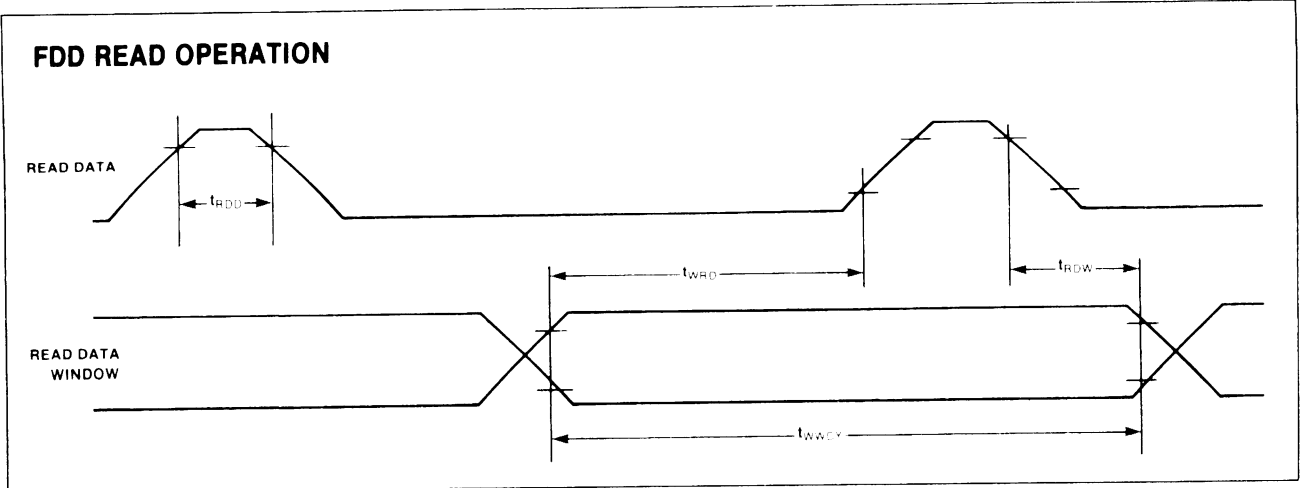 FDD READ OPERATION
READ DATA
tRDD
tWRD
tRDW
READ DATA
WINDOW
tWWCY